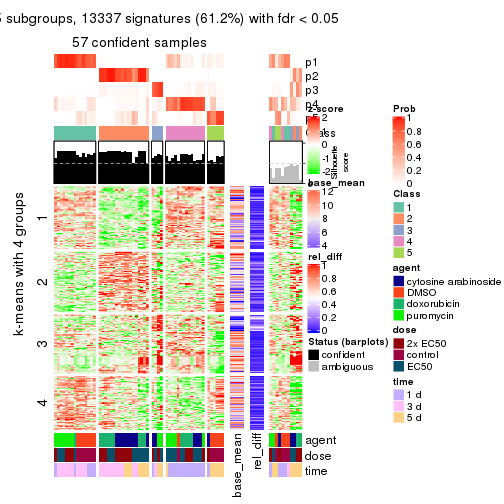 5 subgroups, 13337 signatures (61.2%) with fdr < 0.05
57 confident samples
p1
p2
p3
p4
p5
Class
Silhouette
score
1
2
3
4
k-means with 4 groups
base_mean
rel_diff
agent
dose
time
z-score
2
1
0
-1
-2
base_mean
12
10
8
6
4
rel_diff
1
0.8
0.6
0.4
0.2
0
Status (barplots)
confident
ambiguous
Prob
1
0.8
0.6
0.4
0.2
0
Class
1
2
3
4
5
agent
cytosine arabinoside
DMSO
doxorubicin
puromycin
dose
2x EC50
control
EC50
time
1 d
3 d
5 d